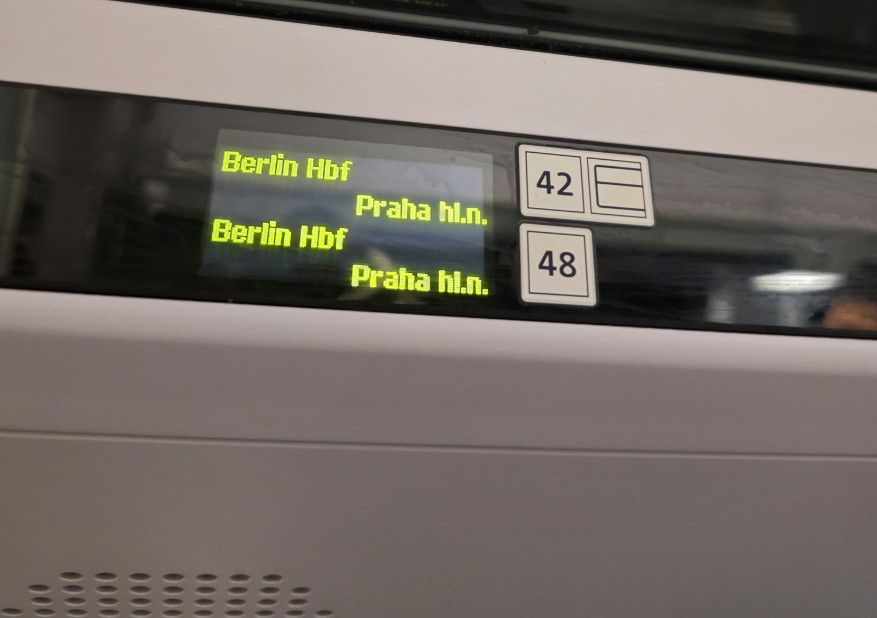 Berlin Hbf
Praha hl.n.
42
Berlin Hbf
Praha hl.n.
48